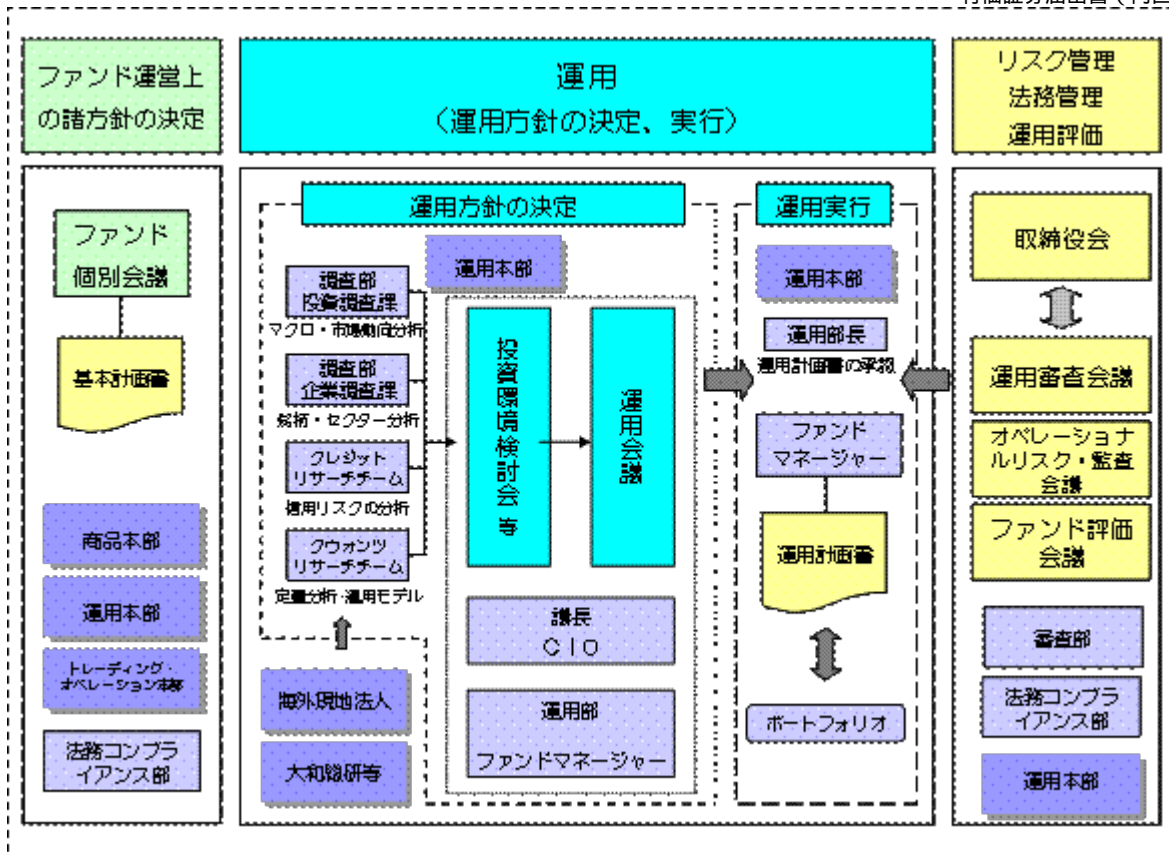 ファンド運営上
の諸方針の決定
運用
（運用方針の決定、実行）
リスク管理
法務管理
運用評価
ファンド
個別会議
基本計画書
商品本部
運用本部
トレーディング・
オペレーション本部
法務コンプラ
イアンス部
運用方針の決定
運用本部
調査部
投資調査課
マクロ・市場動向分析
調査部
企業調査課
銘柄・セクター分析
クレジット
リサーチチーム
信用リスクの分析
クウォンツ
リサーチチーム
定量分析・運用モデル
海外現地法人
大和総研等
投資環境検討会 等
運用会議
議長
ＣＩＯ
運用部
ファンドマネージャー
運用実行
運用本部
運用部長
運用計画書の承認
ファンド
マネージャー
運用計画書
ポートフォリオ
取締役会
運用審査会議
オペレーショナ
ルリスク・監査
会議
ファンド評価
会議
審査部
法務コンプラ
イアンス部
運用本部